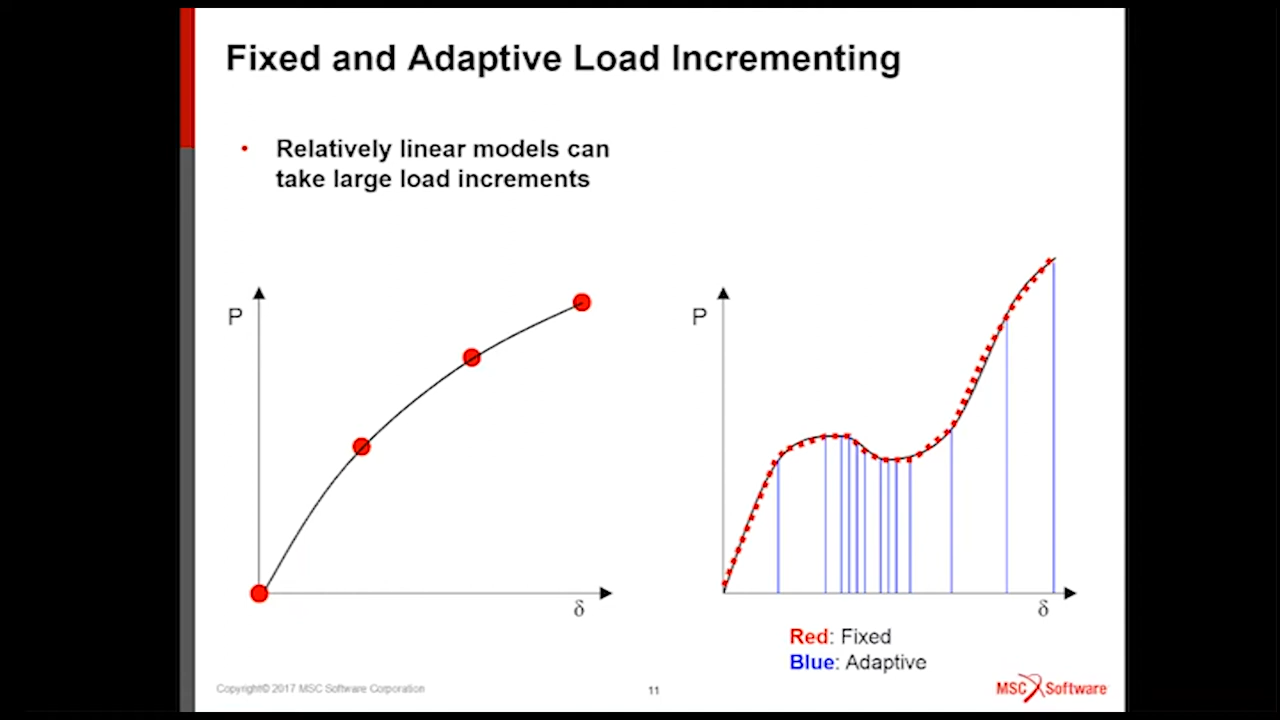 Fixed and Adaptive Load Incrementing
• Relatively linear models can
take large load increments
P
δ
P
δ
Red: Fixed
Blue: Adaptive
Copyright© 2017 MSC Software Corporation
11
MSC Software